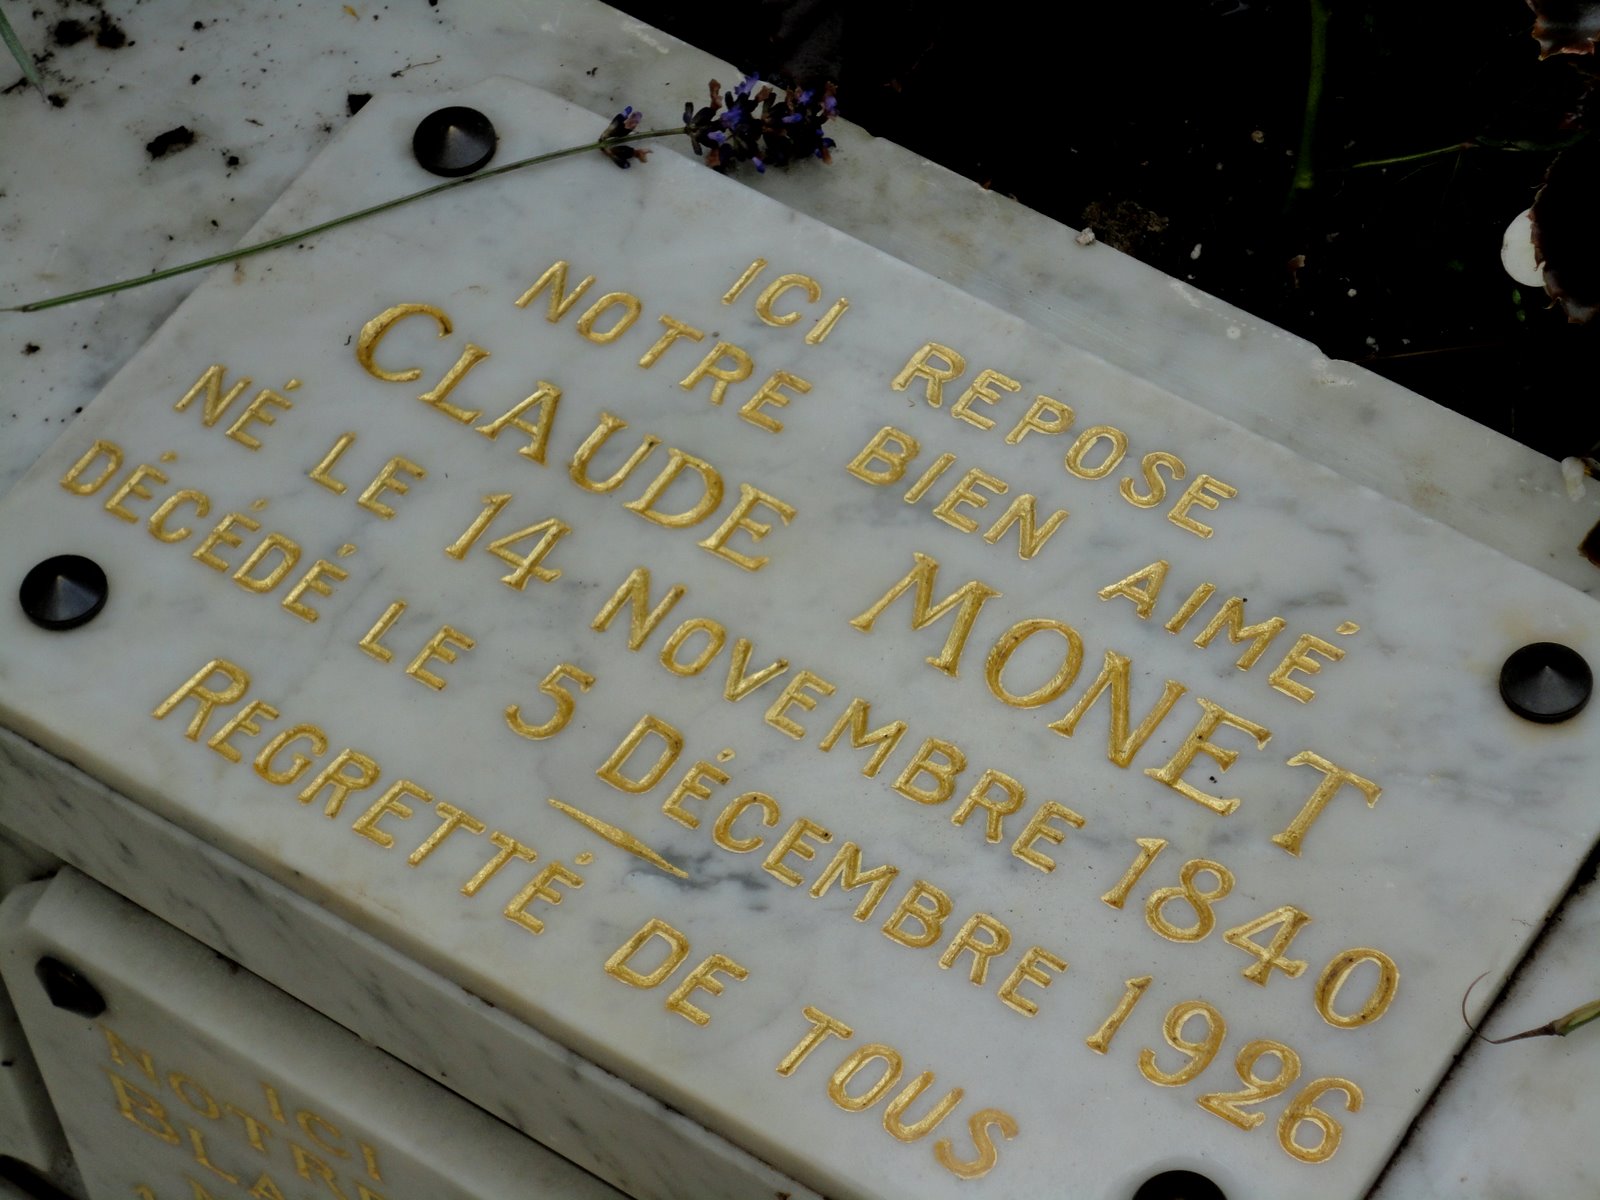 ICI REPOSE
NOTRE BIEN AIMÉ
CLAUDE MONET
NÉ LE 14 NOVEMBRE 1840
DÉCÉDÉ LE 5 DÉCEMBRE 1926
REGRETTÉ DE TOUS
ICI